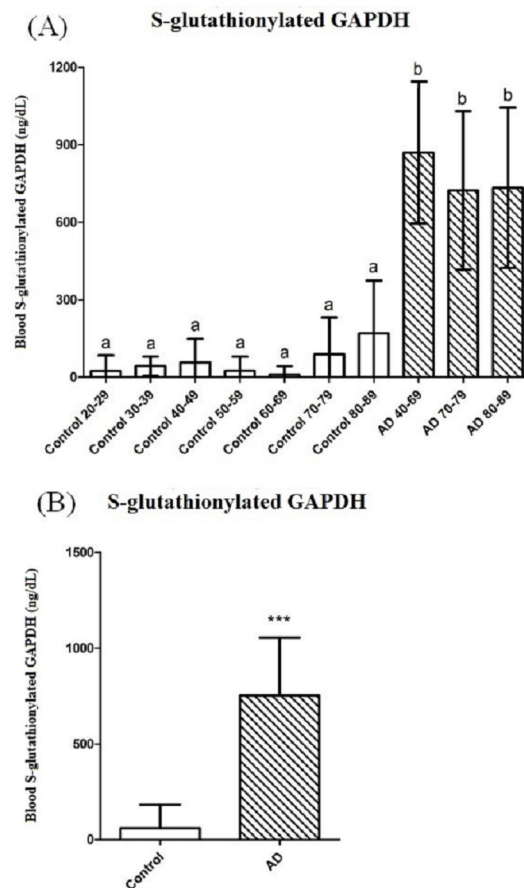 (A)
S-glutathionylated GAPDH
Blood S-glutathionylated GAPDH (ng/dL)
1200
900
600
300
0
a
a
a
a
a
a
a
b
b
b
Control 20-29
Control 30-39
Control 40-49
Control 50-59
Control 60-69
Control 70-79
Control 80-89
AD 40-69
AD 70-79
AD 80-89
(B)
S-glutathionylated GAPDH
Blood S-glutathionylated GAPDH (ng/dL)
1500
1000
500
0
***
Control
AD